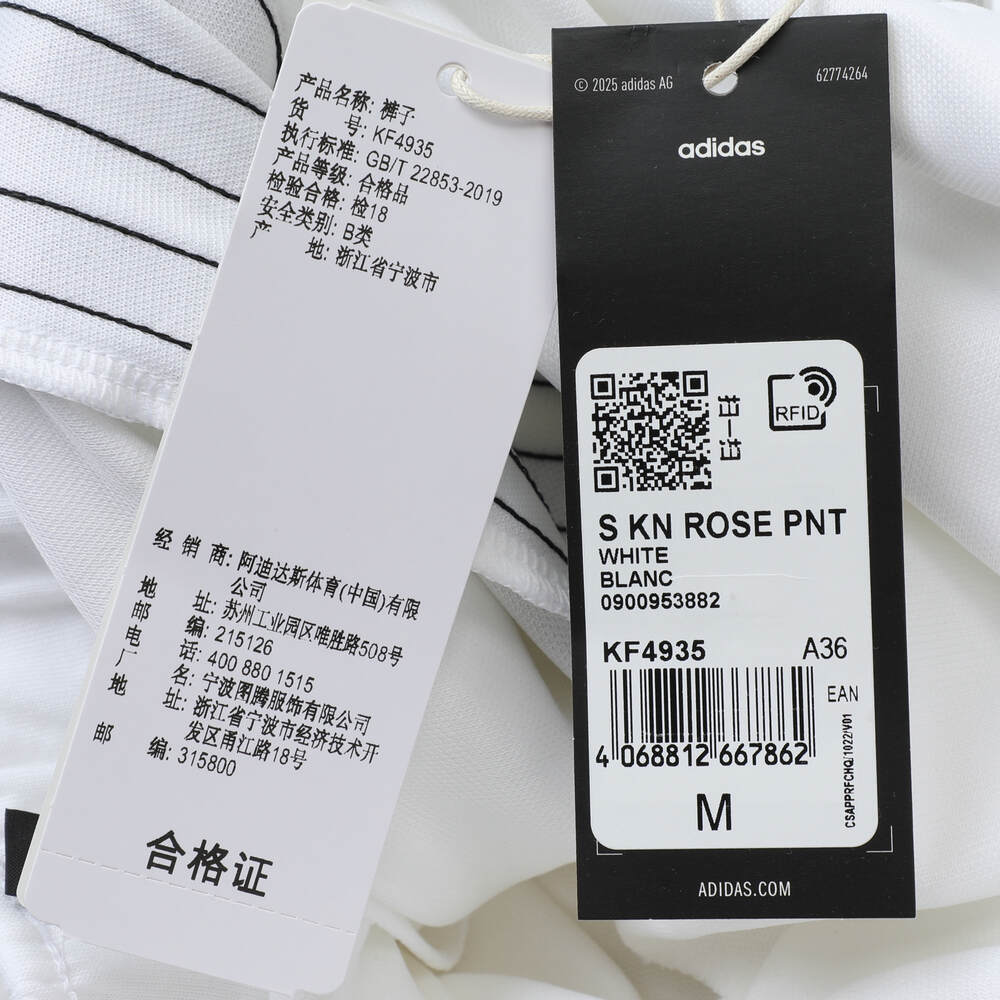 产品名称: 裤子
货 号: KF4935
执行标准: GB/T 22853-2019
产品等级: 合格品
检验合格: 检18
安全类别: B类
产 地: 浙江省宁波市
经 销 商: 阿迪达斯体育(中国)有限
公司
地 址: 苏州工业园区唯胜路508号
邮 编: 215126
电 话: 400 880 1515
厂 名: 宁波图腾服饰有限公司
地 址: 浙江省宁波市经济技术开
发区甬江路18号
邮 编: 315800
合格证
© 2025 adidas AG
62774264
adidas
扫一扫
RFID
S KN ROSE PNT
WHITE
BLANC
0900953882
KF4935 A36
EAN
4 068812 667862
CSAPPRFCHQ/1022/V01
M
ADIDAS.COM